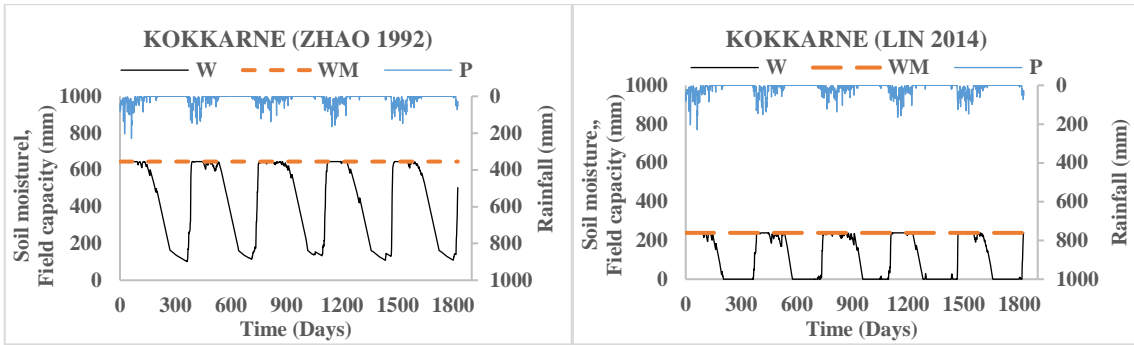 KOKKARNE (ZHAO 1992)
W WM P
1000 0
800 200
600 400
400 600
200 800
0 1000
Soil moisturel,
Field capacity (mm)
Rainfall (mm)
0 300 600 900 1200 1500 1800
Time (Days)
KOKKARNE (LIN 2014)
W WM P
1000 0
800 200
600 400
400 600
200 800
0 1000
Soil moisture,,
Field capacity (mm)
Rainfall (mm)
0 300 600 900 1200 1500 1800
Time (Days)